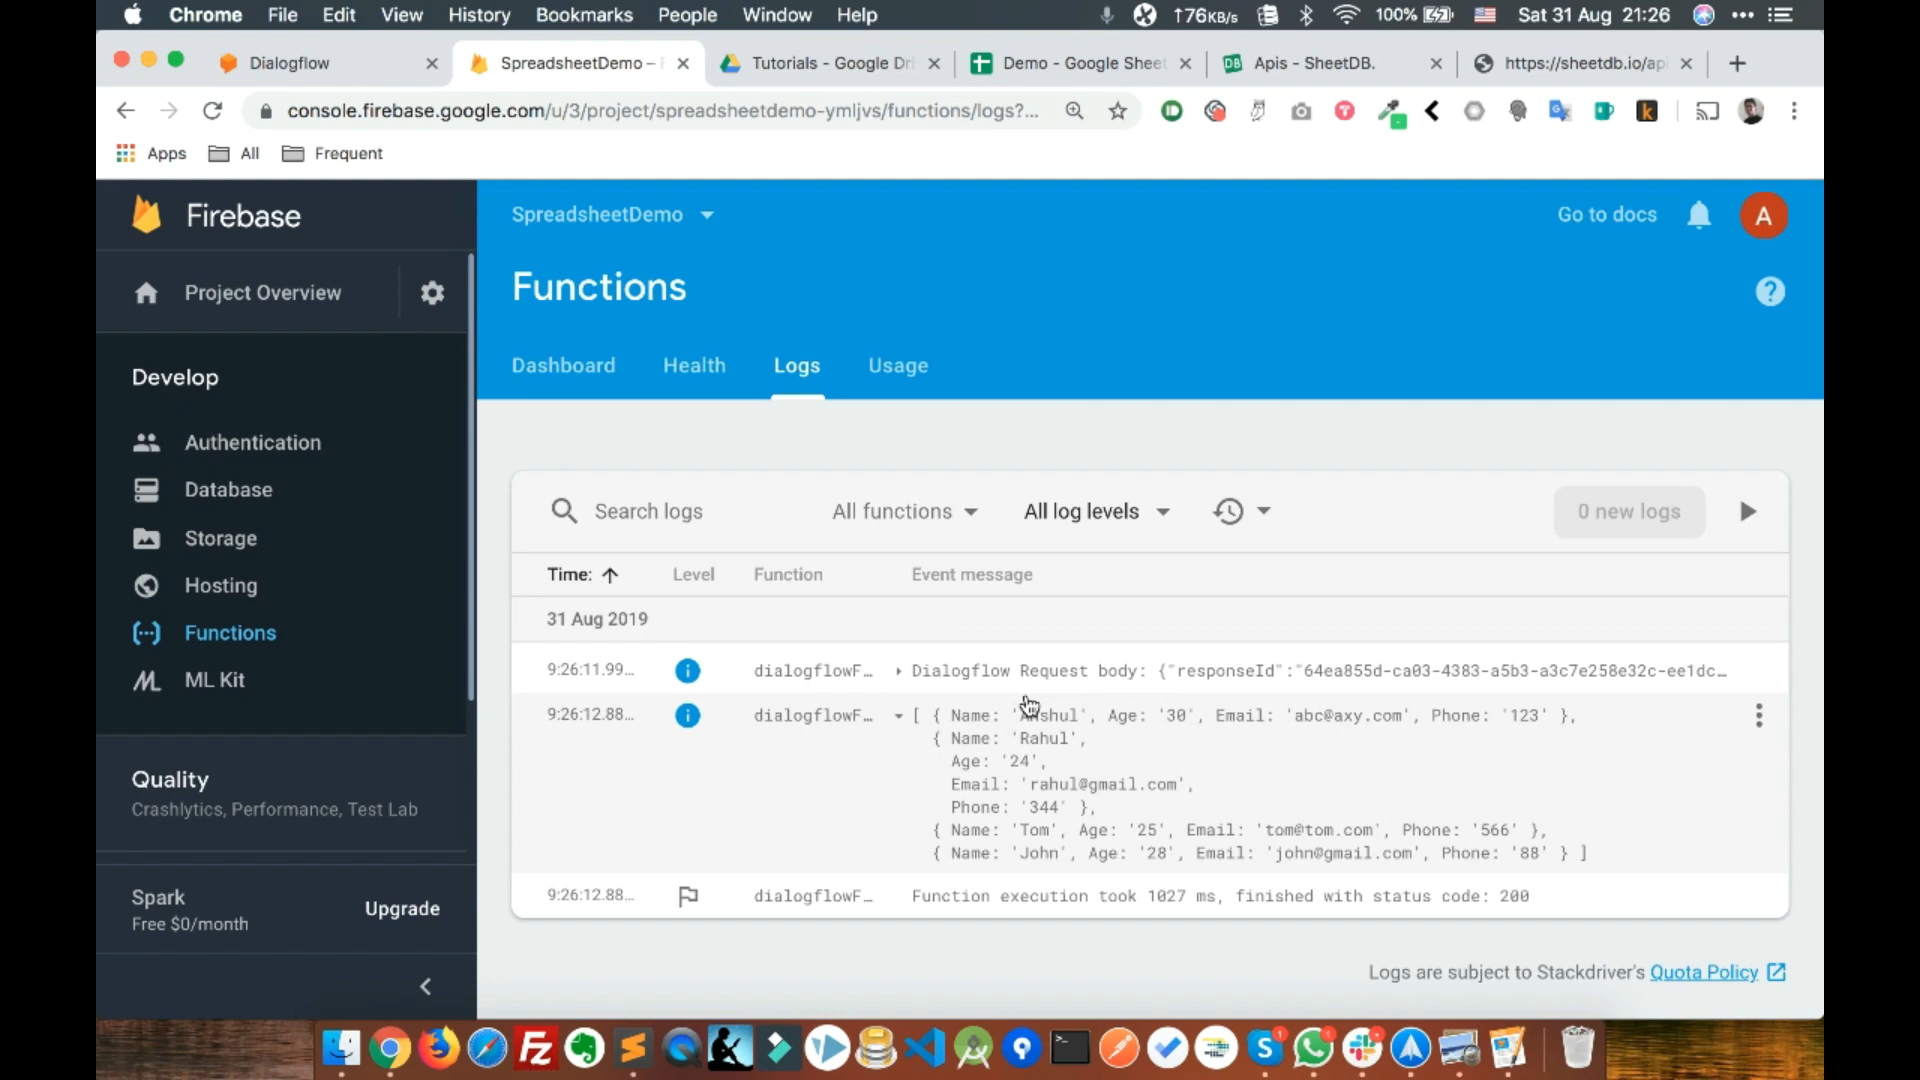 Chrome File Edit View History Bookmarks People Window Help ↑76KB/s 100% Sat 31 Aug 21:26
Dialogflow SpreadsheetDemo – F Tutorials - Google Dri Demo - Google Sheet DB Apis - SheetDB. https://sheetdb.io/api
console.firebase.google.com/u/3/project/spreadsheetdemo-ymljvs/functions/logs?...
Apps All Frequent
Firebase
SpreadsheetDemo
Go to docs
A
Project Overview
Functions
Dashboard Health Logs Usage
Develop
Authentication
Database
Storage
Hosting
Functions
ML Kit
Quality
Crashlytics, Performance, Test Lab
Spark
Free $0/month
Upgrade
Search logs All functions All log levels 0 new logs
Time: Level Function Event message
31 Aug 2019
9:26:11.99... dialogflowF... Dialogflow Request body: {"responseId":"64ea855d-ca03-4383-a5b3-a3c7e258e32c-ee1dc...
9:26:12.88... dialogflowF... [ { Name: 'Anshul', Age: '30', Email: 'abc@axy.com', Phone: '123' },
{ Name: 'Rahul',
Age: '24',
Email: 'rahul@gmail.com',
Phone: '344' },
{ Name: 'Tom', Age: '25', Email: 'tom@tom.com', Phone: '566' },
{ Name: 'John', Age: '28', Email: 'john@gmail.com', Phone: '88' } ]
9:26:12.88... dialogflowF... Function execution took 1027 ms, finished with status code: 200
Logs are subject to Stackdriver's Quota Policy